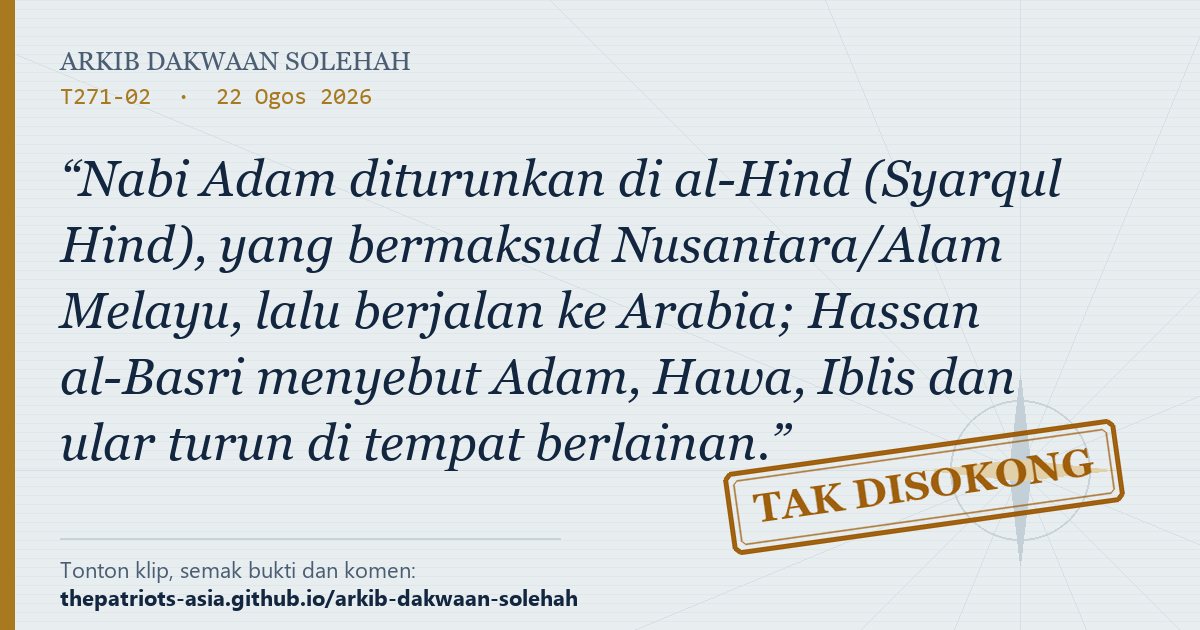 ARKIB DAKWAAN SOLEHAH
T271-02 · 22 Ogos 2026
“Nabi Adam diturunkan di al-Hind (Syarqul
Hind), yang bermaksud Nusantara/Alam
Melayu, lalu berjalan ke Arabia; Hassan
al-Basri menyebut Adam, Hawa, Iblis dan
ular turun di tempat berlainan.”
TAK DISOKONG
Tonton klip, semak bukti dan komen:
thepatriots-asia.github.io/arkib-dakwaan-solehah